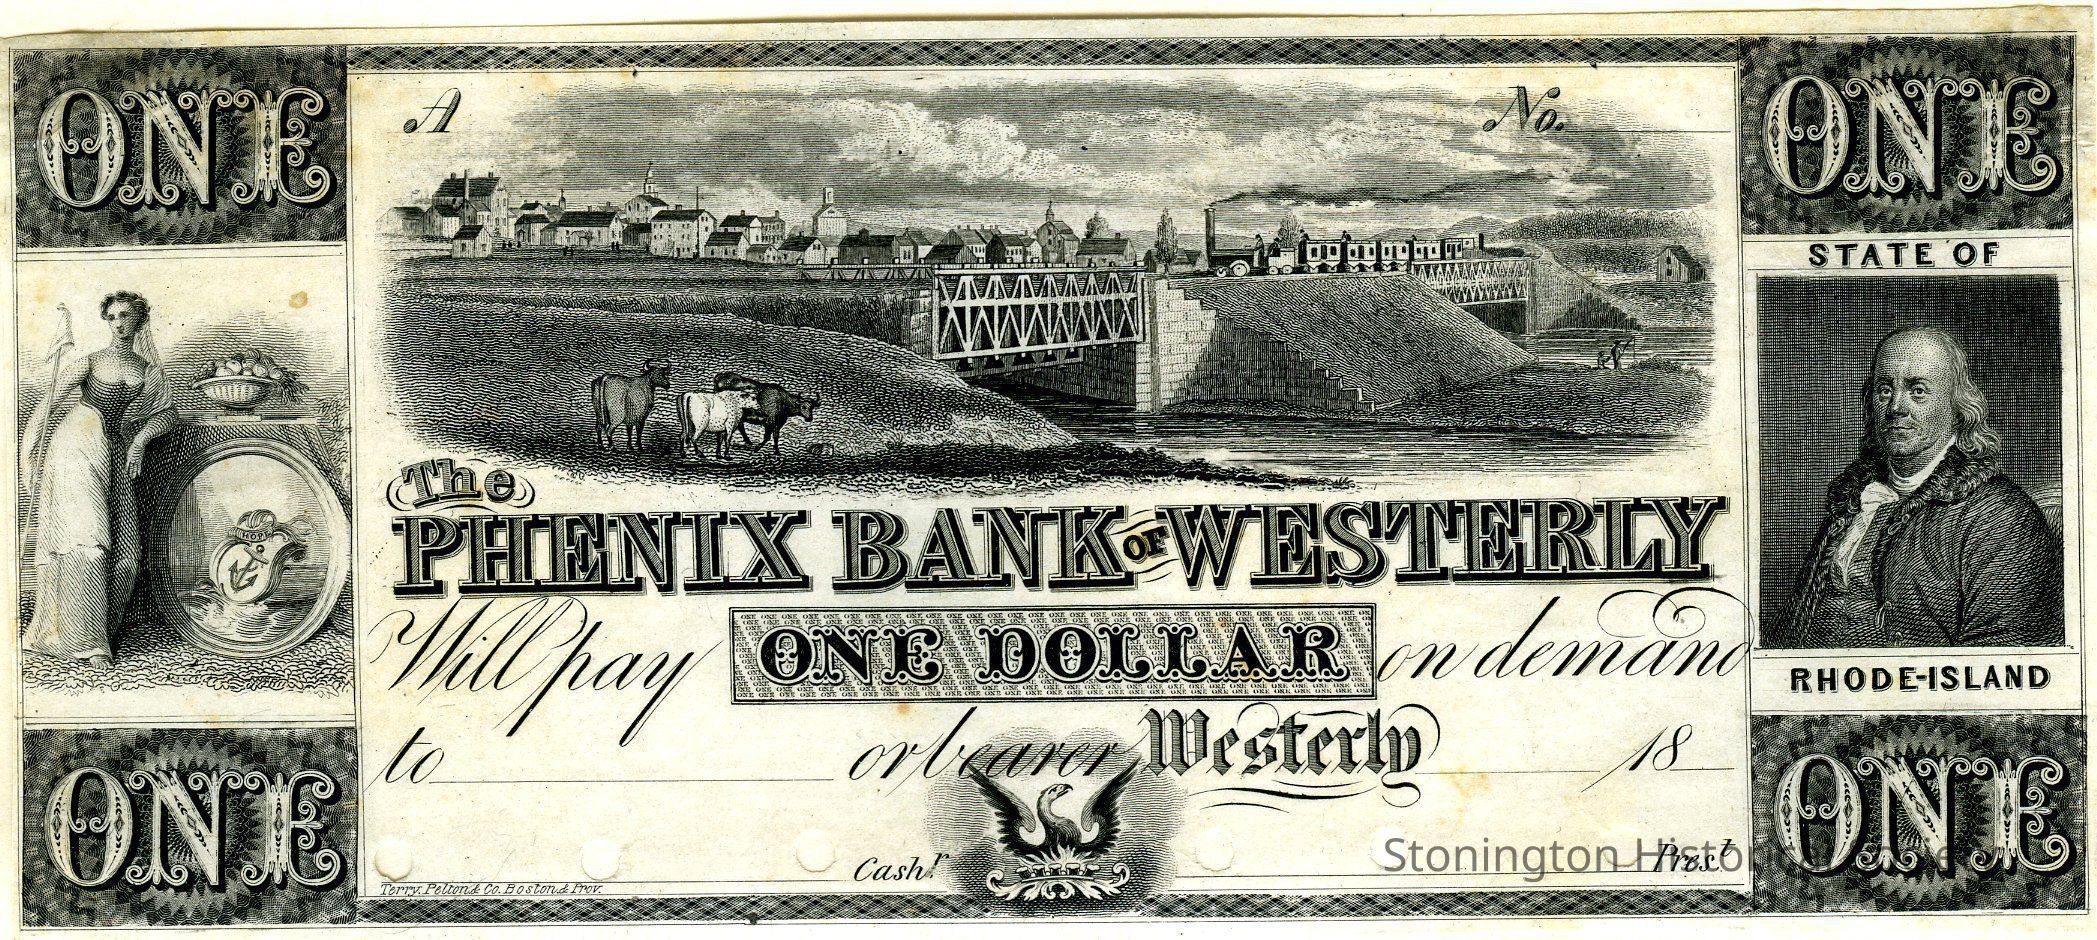 ONE
ONE
A
No.
STATE OF
HOPE
The
PHENIX BANK OF WESTERLY
Will pay ONE DOLLAR on demand
RHODE-ISLAND
to or bearer Westerly 18
Cash.r
Pres.t
Terry, Pelton & Co. Boston & Prov.
ONE
ONE
Stonington